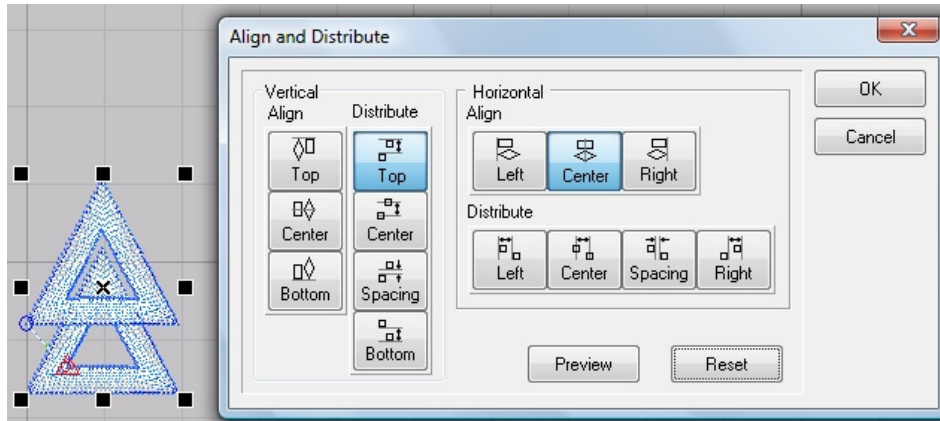 Align and Distribute
Vertical
Align
Distribute
Top
Center
Bottom
Top
Center
Spacing
Bottom
Horizontal
Align
Left
Center
Right
Distribute
Left
Center
Spacing
Right
OK
Cancel
Preview
Reset